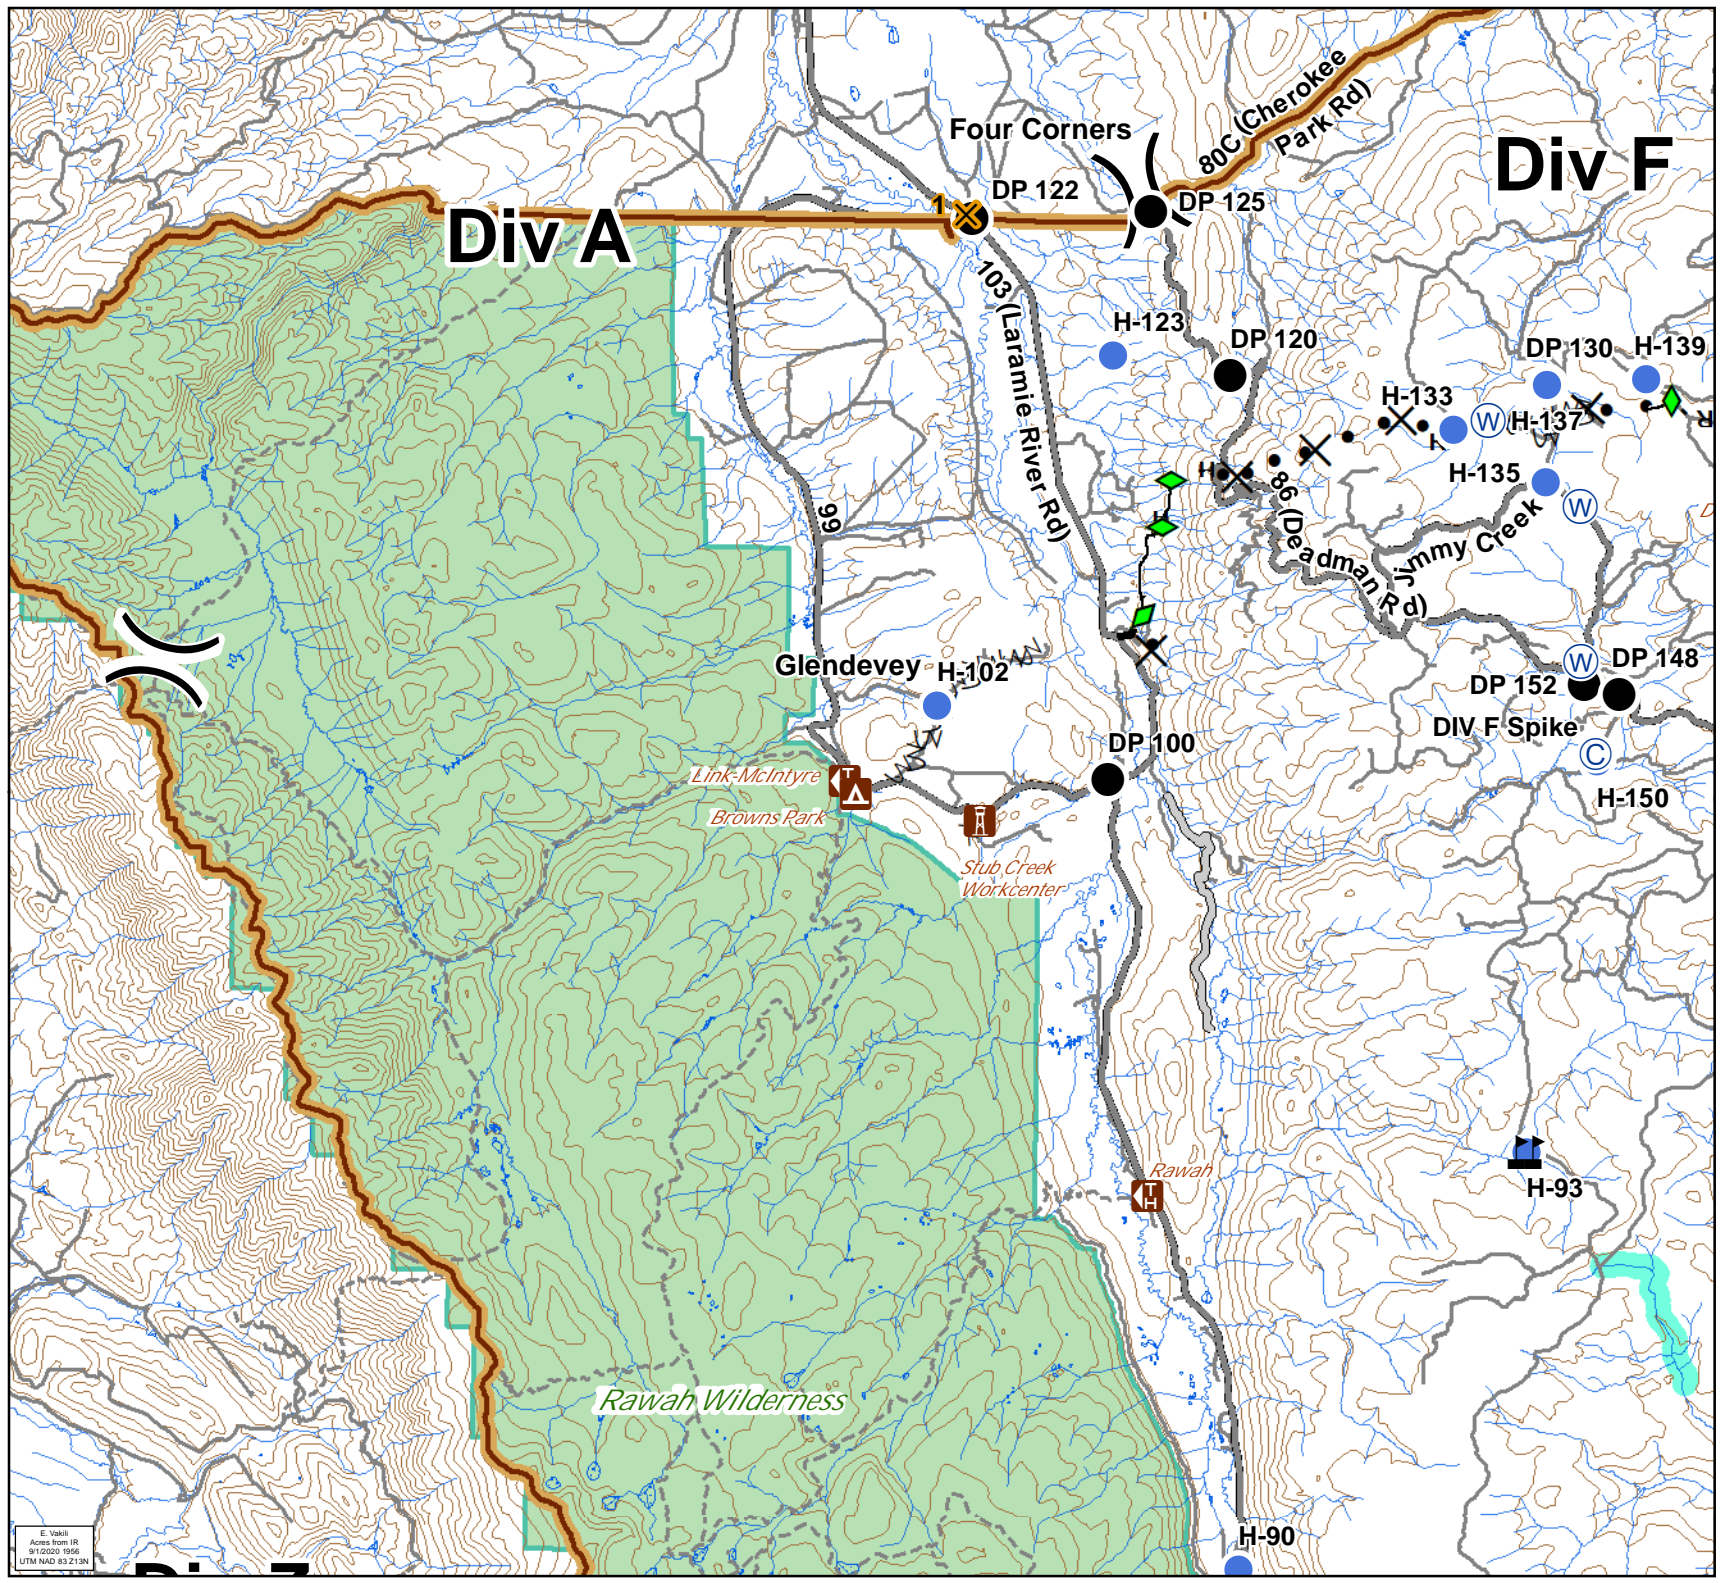 80C (Cherokee
Park Rd)
Four Corners
Div F
DP 122
1
DP 125
Div A
103 (Laramie River Rd)
H-123
DP 120
DP 130
H-139
H-133
H-137
W
R
H
H
H-135
W
86 (Deadman Rd)
Jimmy Creek
H
99
D
Glendevey
H-102
W
DP 148
DP 152
DIV F Spike
C
DP 100
H-150
Link-McIntyre
T
Browns Park
Stub Creek
Workcenter
Rawah
TH
H-93
Rawah Wilderness
H-90
E. Vakili
Acres from IR
9/1/2020 1956
UTM NAD 83 Z13N